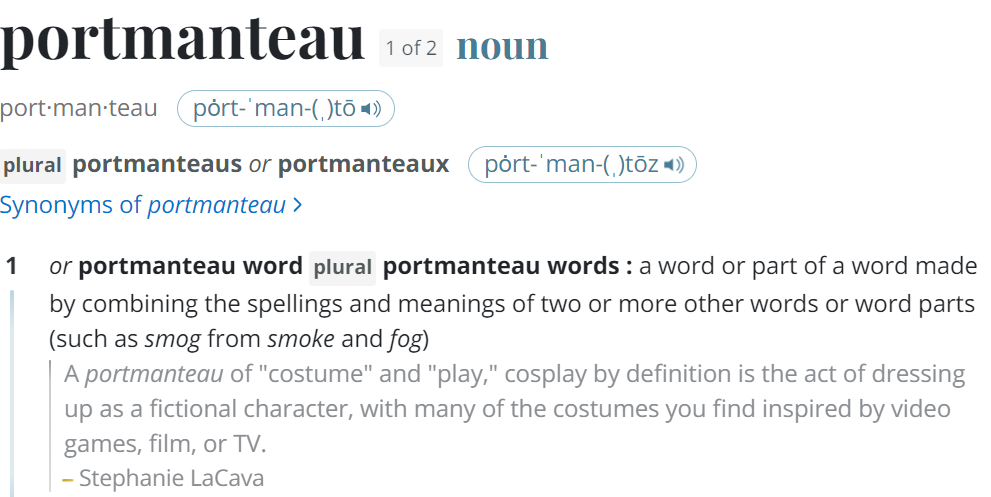 portmanteau 1 of 2 noun
port·man·teau pȯrt-ˈman-(ˌ)tō
plural portmanteaus or portmanteaux pȯrt-ˈman-(ˌ)tōz
Synonyms of portmanteau
1 or portmanteau word plural portmanteau words : a word or part of a word made
by combining the spellings and meanings of two or more other words or word parts
(such as smog from smoke and fog)
A portmanteau of "costume" and "play," cosplay by definition is the act of dressing
up as a fictional character, with many of the costumes you find inspired by video
games, film, or TV.
– Stephanie LaCava